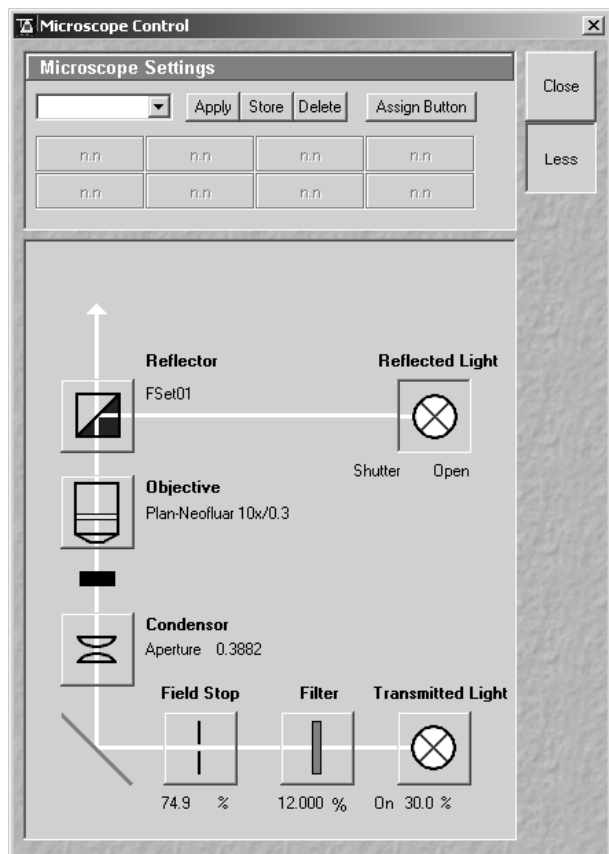 Microscope Control
Microscope Settings
Close
Apply Store Delete Assign Button
n.n n.n n.n n.n
Less
n.n n.n n.n n.n
Reflector Reflected Light
FSet01
Shutter Open
Objective
Plan-Neofluar 10x/0.3
Condensor
Aperture 0.3882
Field Stop Filter Transmitted Light
74.9 % 12.000 % On 30.0 %